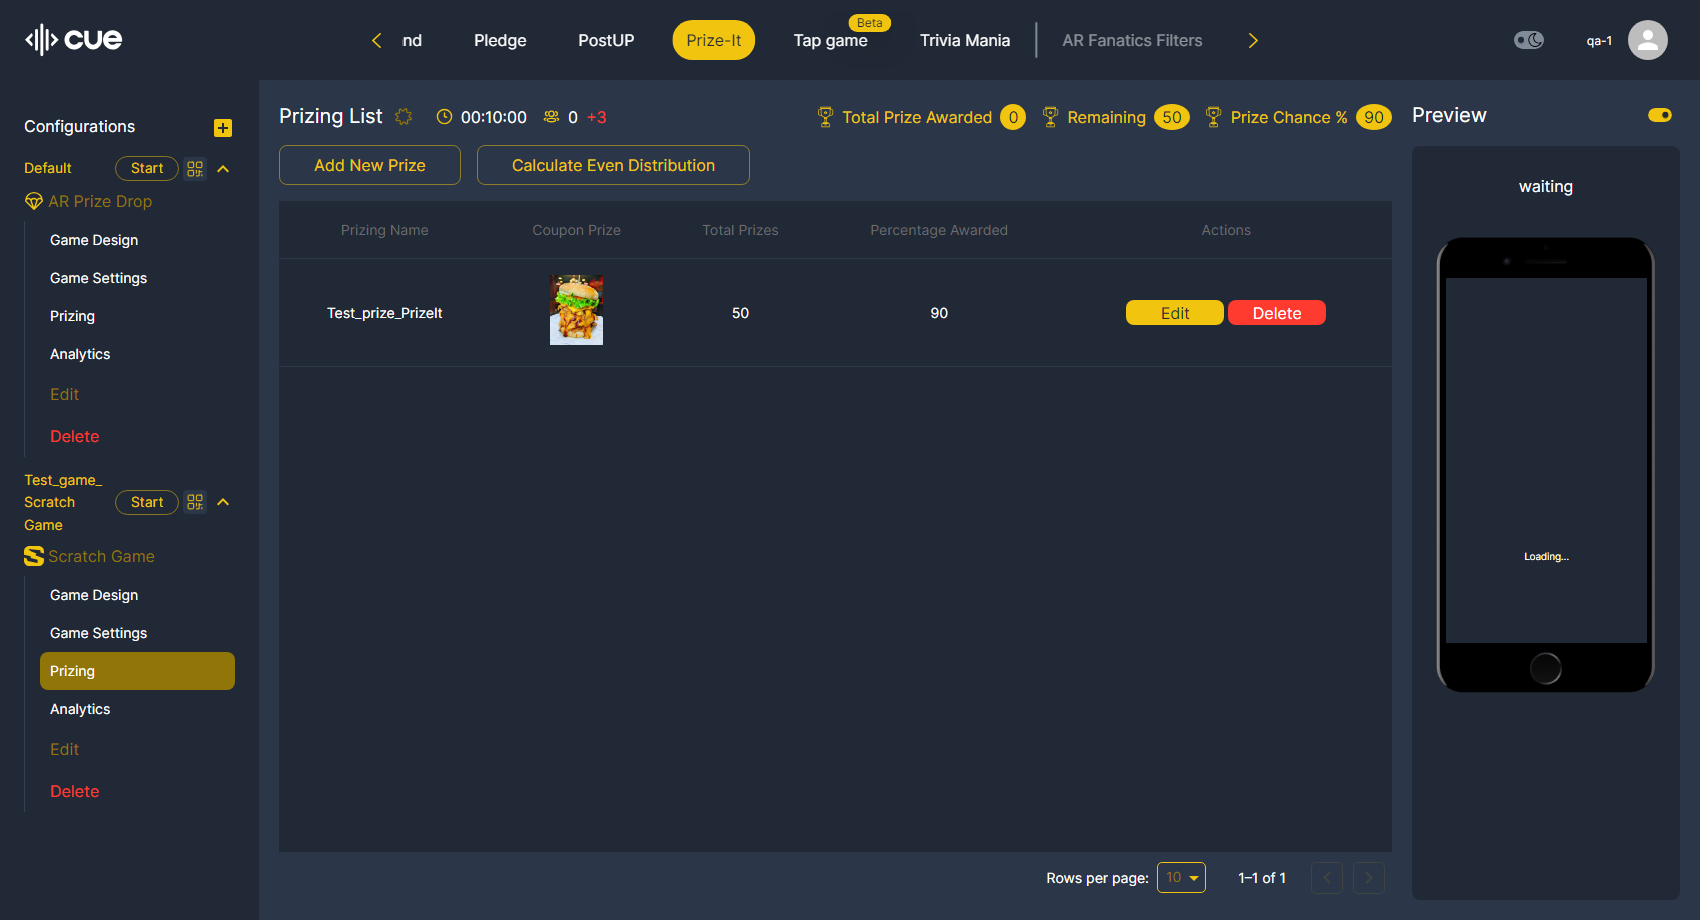 cue
nd
Pledge
PostUP
Prize-It
Beta
Tap game
Trivia Mania
AR Fanatics Filters
qa-1
Configurations
Default
Start
AR Prize Drop
Game Design
Game Settings
Prizing
Analytics
Edit
Delete
Test_game_
Scratch
Game
Start
Scratch Game
Game Design
Game Settings
Prizing
Analytics
Edit
Delete
Prizing List
00:10:00
0 +3
Total Prize Awarded 0
Remaining 50
Prize Chance % 90
Add New Prize
Calculate Even Distribution
Prizing Name Coupon Prize Total Prizes Percentage Awarded Actions
Test_prize_PrizeIt 50 90 Edit Delete
Rows per page: 10 1–1 of 1
Preview
waiting
Loading...